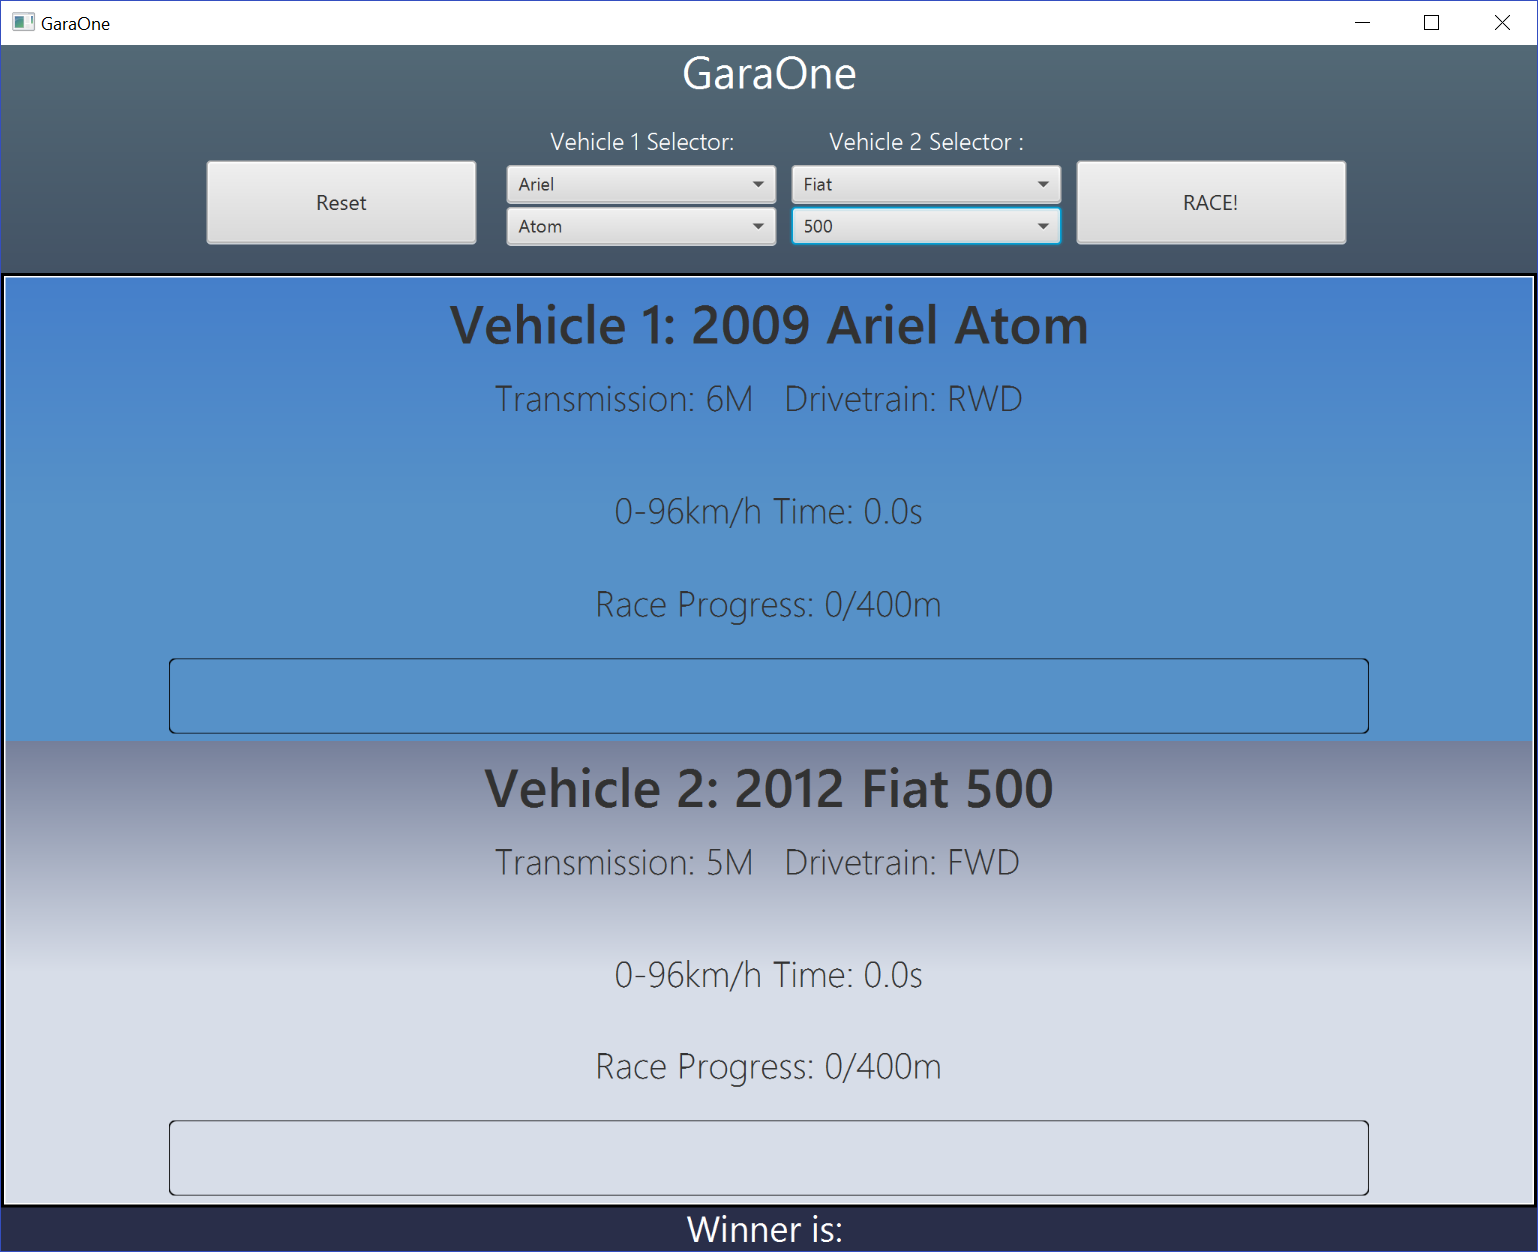 GaraOne
GaraOne
Vehicle 1 Selector: Vehicle 2 Selector :
Reset
Ariel
Atom
Fiat
500
RACE!
Vehicle 1: 2009 Ariel Atom
Transmission: 6M Drivetrain: RWD
0-96km/h Time: 0.0s
Race Progress: 0/400m
Vehicle 2: 2012 Fiat 500
Transmission: 5M Drivetrain: FWD
0-96km/h Time: 0.0s
Race Progress: 0/400m
Winner is: